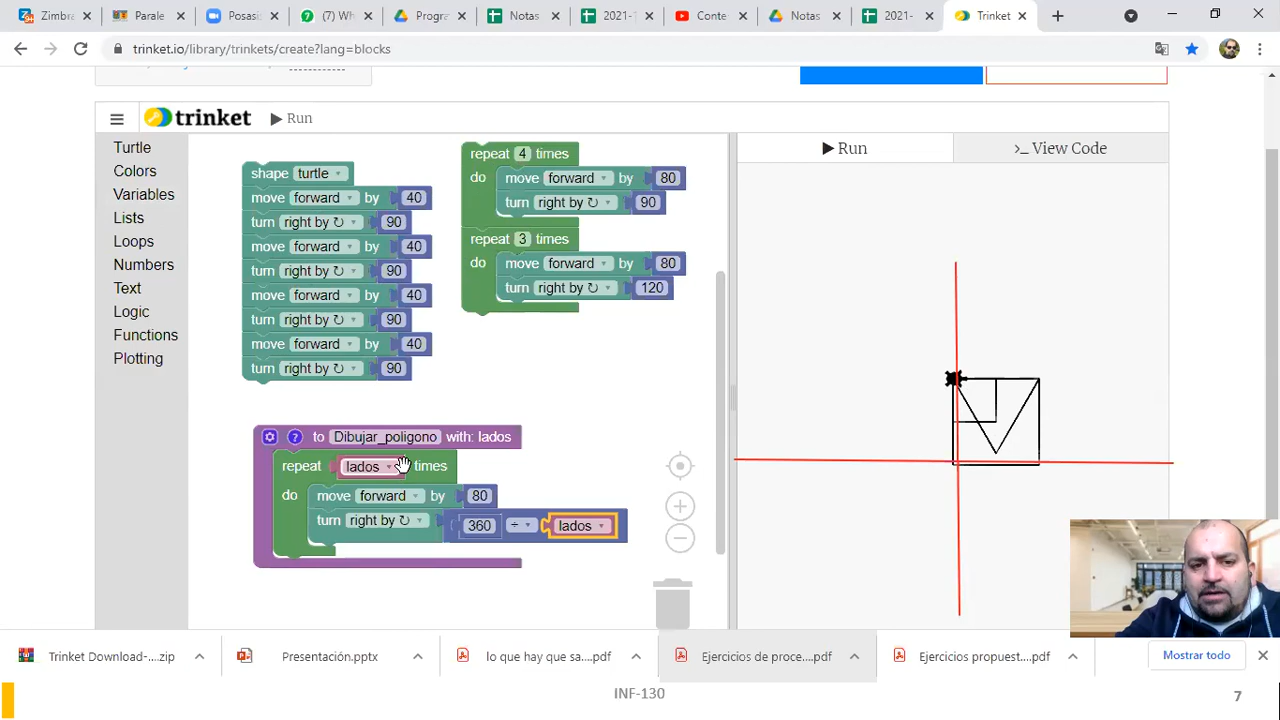 Zimbr
Parale
Posas
(7) Wh
Progre
Notas
2021-1
Conte
Notas
2021-
Trinket
trinket.io/library/trinkets/create?lang=blocks
trinket
Run
Turtle
Colors
Variables
Lists
Loops
Numbers
Text
Logic
Functions
Plotting
shape turtle
move forward by 40
turn right by ↻ 90
move forward by 40
turn right by ↻ 90
move forward by 40
turn right by ↻ 90
move forward by 40
turn right by ↻ 90
repeat 4 times
do move forward by 80
turn right by ↻ 90
repeat 3 times
do move forward by 80
turn right by ↻ 120
? to Dibujar_poligono with: lados
repeat lados times
do move forward by 80
turn right by ↻ 360 ÷ lados
Run
>_ View Code
Trinket Download-....zip
Presentación.pptx
lo que hay que sa....pdf
Ejercicios de proce....pdf
Ejercicios propuest....pdf
Mostrar todo
INF-130
7